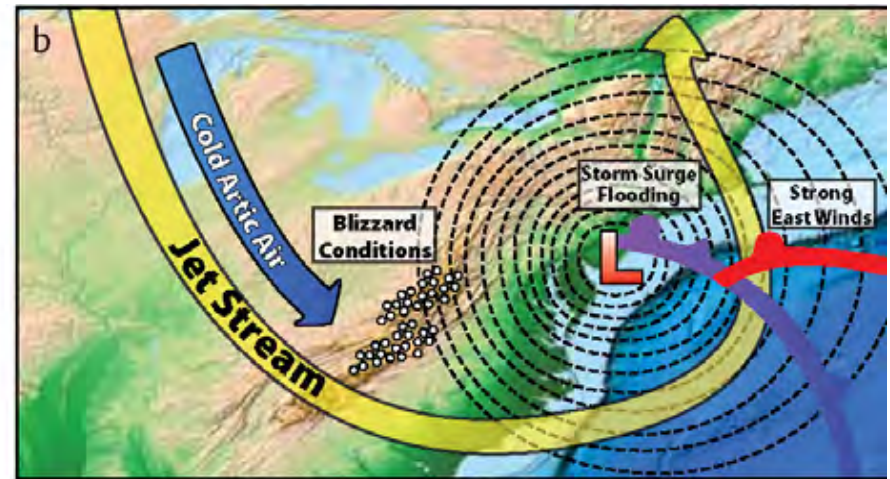 b
Cold Artic Air
Jet Stream
Blizzard
Conditions
Storm Surge
Flooding
Strong
East Winds
L